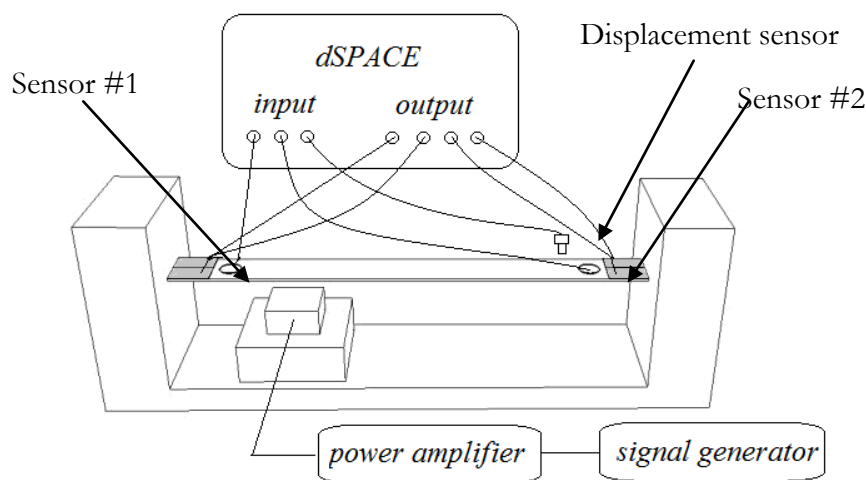 dSPACE
Displacement sensor
Sensor #1
input
output
Sensor #2
power amplifier
signal generator